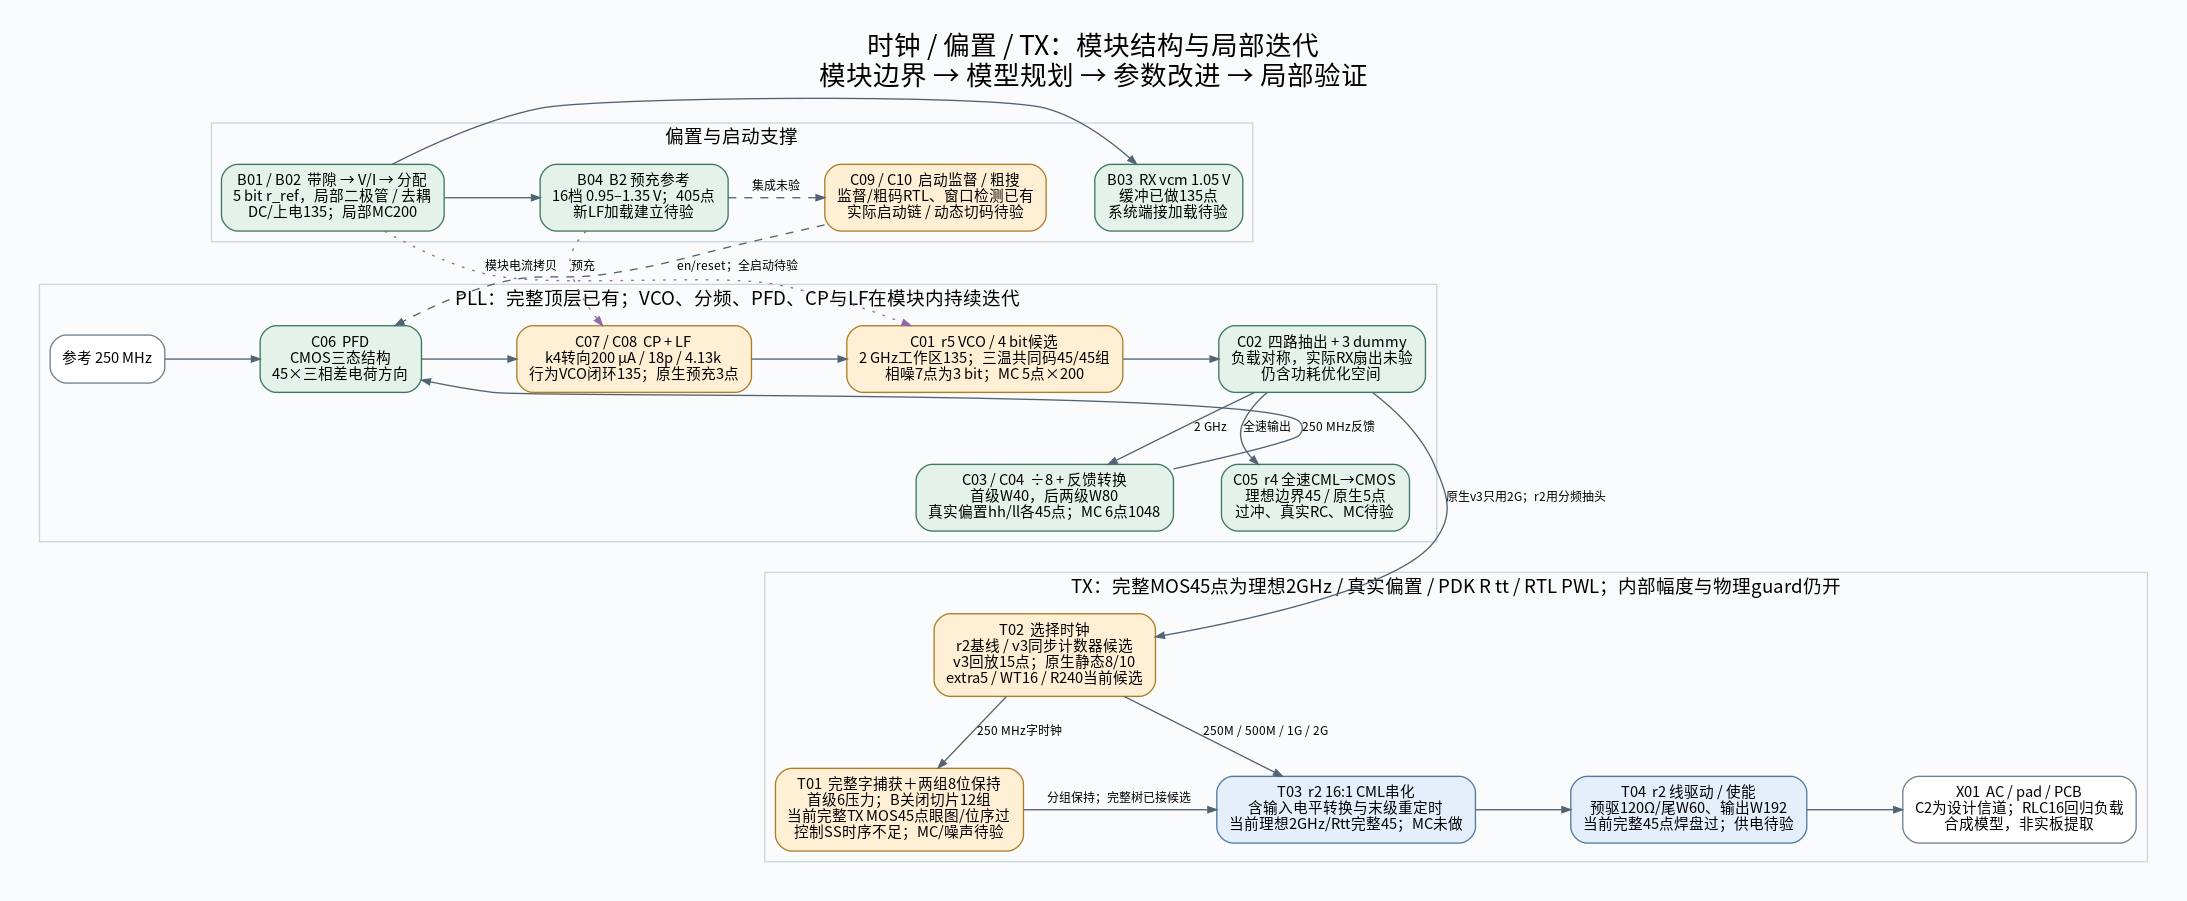 时钟 / 偏置 / TX：模块结构与局部迭代
模块边界 → 模型规划 → 参数改进 → 局部验证
偏置与启动支撑
B01 / B02 带隙 → V/I → 分配
5 bit r_ref，局部二极管 / 去耦
DC/上电135；局部MC200
B04 B2 预充参考
16档 0.95–1.35 V；405点
新LF加载建立待验
集成未验
C09 / C10 启动监督 / 粗搜
监督/粗码RTL、窗口检测已有
实际启动链 / 动态切码待验
B03 RX vcm 1.05 V
缓冲已做135点
系统端接加载待验
模块电流拷贝
预充
en/reset；全启动待验
PLL：完整顶层已有；VCO、分频、PFD、CP与LF在模块内持续迭代
参考 250 MHz
C06 PFD
CMOS三态结构
45×三相差电荷方向
C07 / C08 CP + LF
k4转向200 µA / 18p / 4.13k
行为VCO闭环135；原生预充3点
C01 r5 VCO / 4 bit候选
2 GHz工作区135；三温共同码45/45组
相噪7点为3 bit；MC 5点×200
C02 四路抽出 + 3 dummy
负载对称，实际RX扇出未验
仍含功耗优化空间
2 GHz
全速输出
250 MHz反馈
C03 / C04 ÷8 + 反馈转换
首级W40，后两级W80
真实偏置hh/ll各45点；MC 6点1048
C05 r4 全速CML→CMOS
理想边界45 / 原生5点
过冲、真实RC、MC待验
原生v3只用2G；r2用分频抽头
TX：完整MOS45点为理想2GHz / 真实偏置 / PDK R tt / RTL PWL；内部幅度与物理guard仍开
T02 选择时钟
r2基线 / v3同步计数器候选
v3回放15点；原生静态8/10
extra5 / WT16 / R240当前候选
250 MHz字时钟
250M / 500M / 1G / 2G
T01 完整字捕获＋两组8位保持
首级6压力；B关闭切片12组
当前完整TX MOS45点眼图/位序过
控制SS时序不足；MC/噪声待验
分组保持；完整树已接候选
T03 r2 16:1 CML串化
含输入电平转换与末级重定时
当前理想2GHz/Rtt完整45；MC未做
T04 r2 线驱动 / 使能
预驱120Ω/尾W60、输出W192
当前完整45点焊盘过；供电待验
X01 AC / pad / PCB
C2为设计信道；RLC16回归负载
合成模型，非实板提取